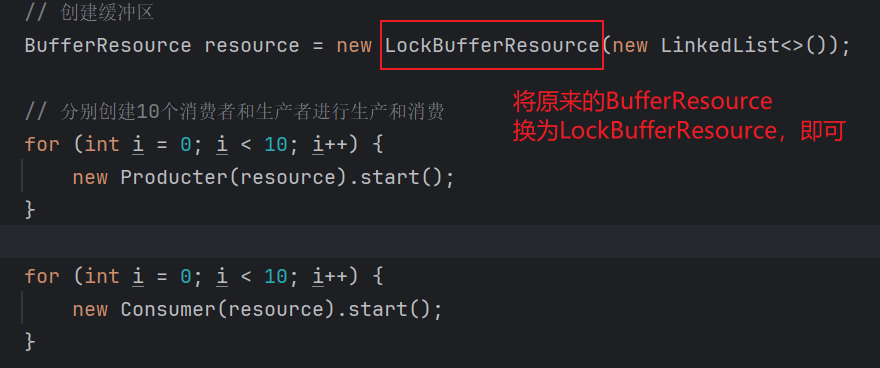 // 创建缓冲区
BufferResource resource = new LockBufferResource(new LinkedList<>());
// 分别创建10个消费者和生产者进行生产和消费
将原来的BufferResource
换为LockBufferResource，即可
for (int i = 0; i < 10; i++) {
new Producter(resource).start();
}
for (int i = 0; i < 10; i++) {
new Consumer(resource).start();
}